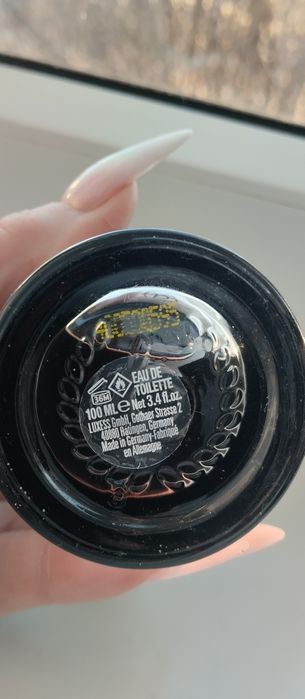 EAU DE
TOILETTE
36M
100 ML e Net 3,4 fl.oz.
LUXESS GmbH, Gothaer Strasse 2
40880 Ratingen, Germany
Made in Germany-Fabriqué
en Allemagne